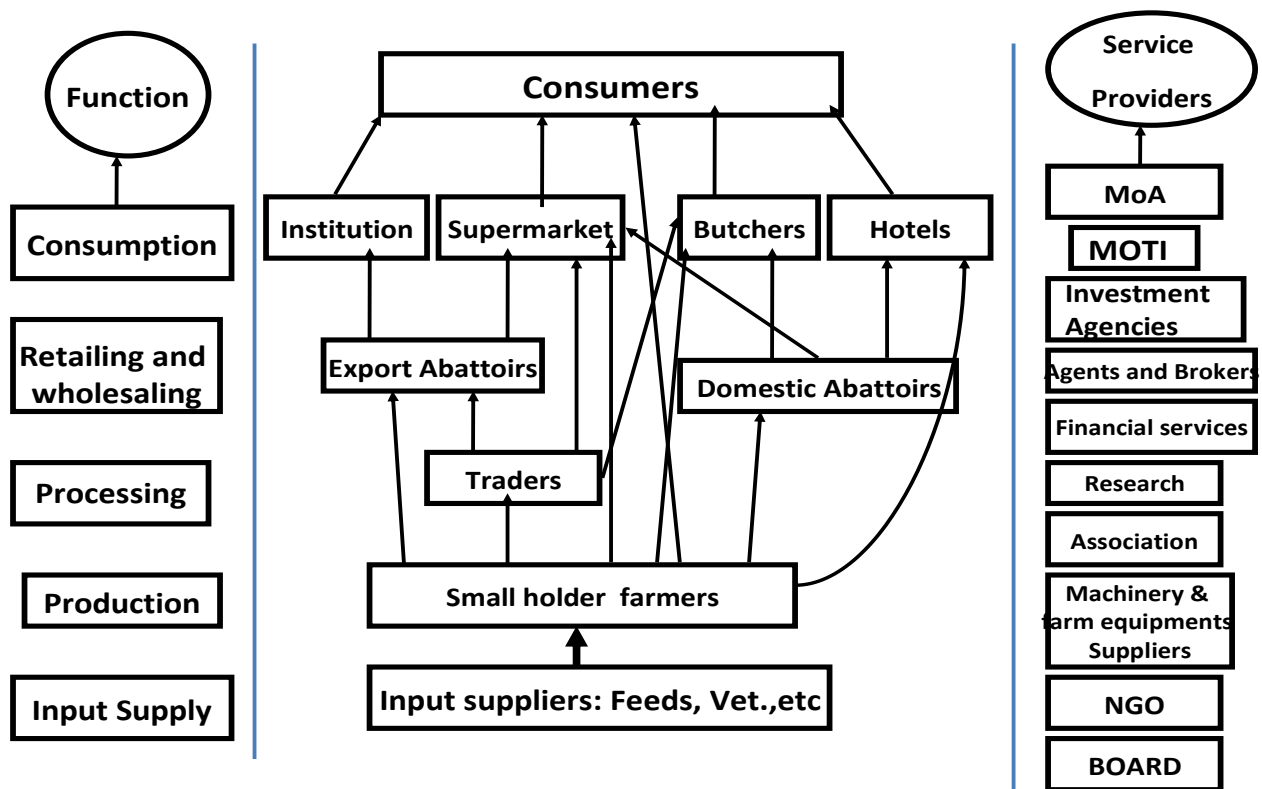 Function
Consumption
Retailing and
wholesaling
Processing
Production
Input Supply
Consumers
Institution
Supermarket
Butchers
Hotels
Export Abattoirs
Domestic Abattoirs
Traders
Small holder farmers
Input suppliers: Feeds, Vet.,etc
Service
Providers
MoA
MOTI
Investment
Agencies
Agents and Brokers
Financial services
Research
Association
Machinery &
farm equipments
Suppliers
NGO
BOARD